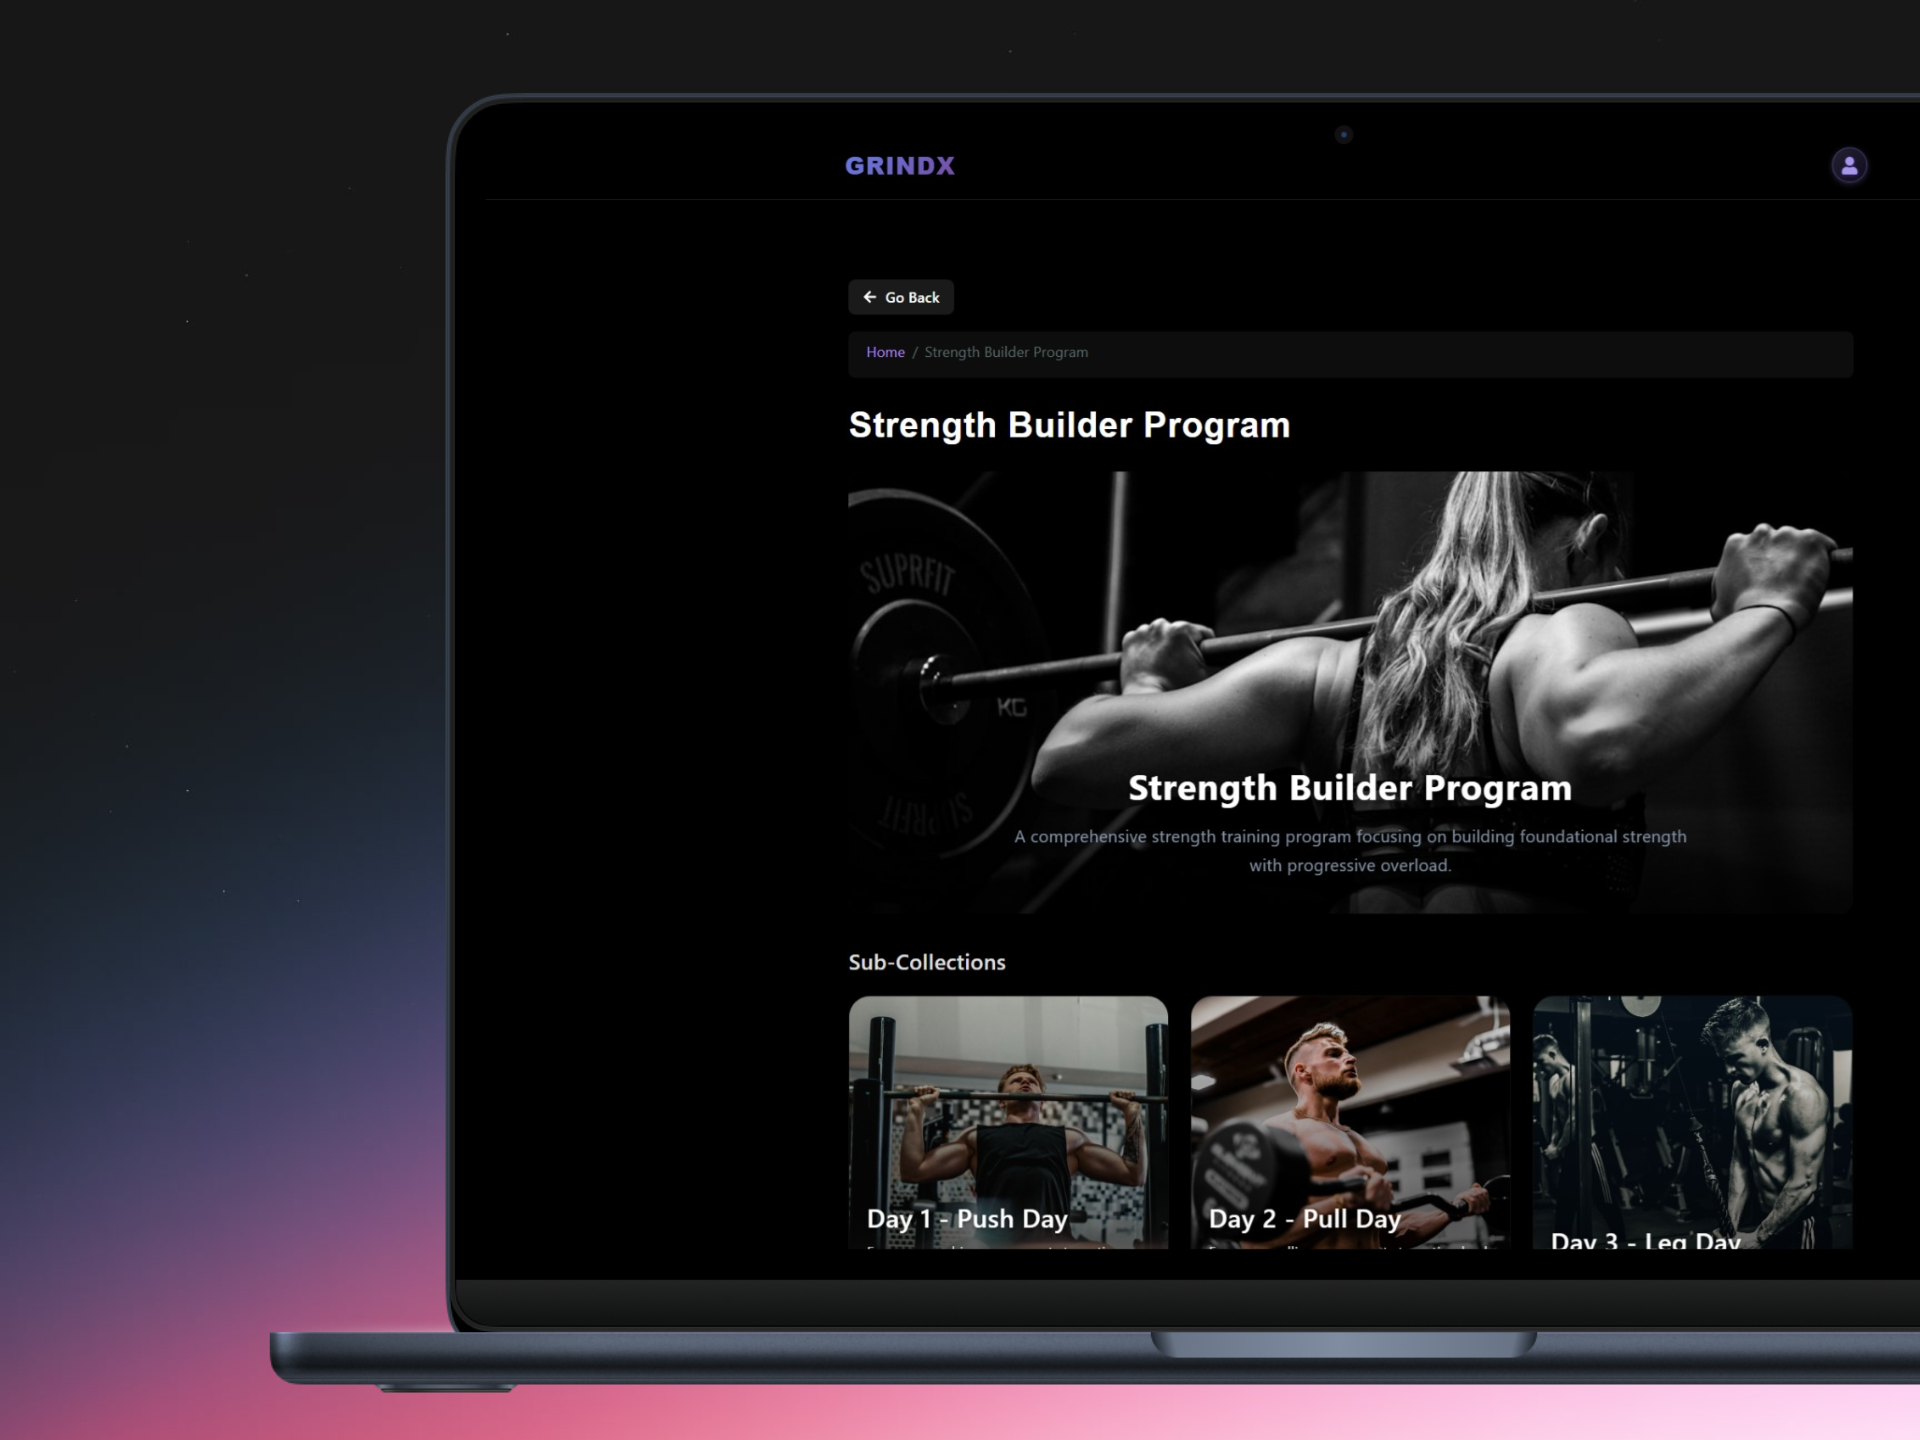 GRINDX
Go Back
Home / Strength Builder Program
Strength Builder Program
SUPRFIT
KG
SUPRFIT
Strength Builder Program
A comprehensive strength training program focusing on building foundational strength
with progressive overload.
Sub-Collections
Day 1 - Push Day
Day 2 - Pull Day
Day 3 - Leg Day